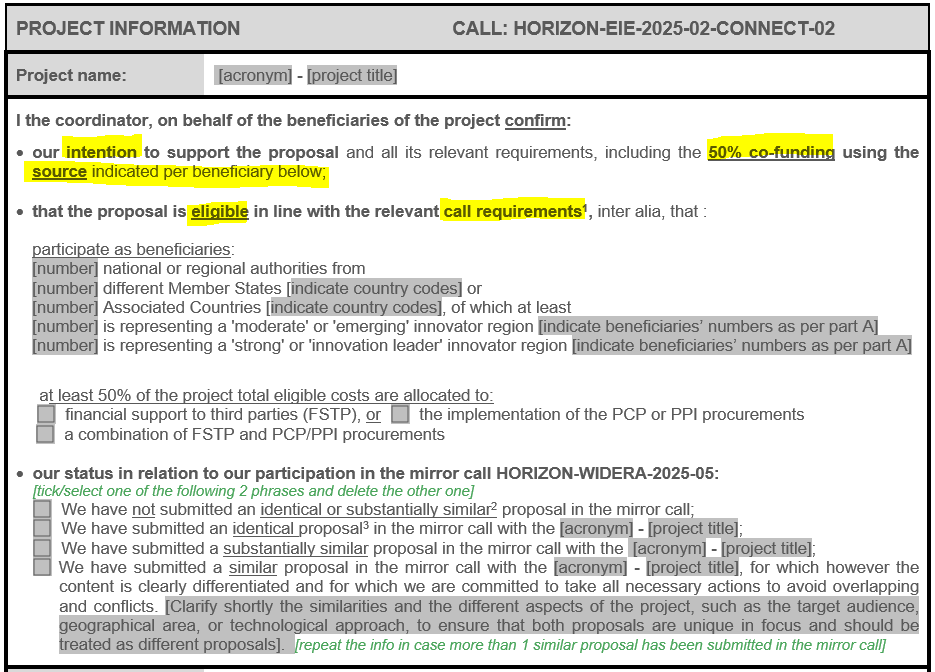 PROJECT INFORMATION CALL: HORIZON-EIE-2025-02-CONNECT-02
Project name: [acronym] - [project title]
I the coordinator, on behalf of the beneficiaries of the project confirm:
• our intention to support the proposal and all its relevant requirements, including the 50% co-funding using the
source indicated per beneficiary below;
• that the proposal is eligible in line with the relevant call requirements¹, inter alia, that :
participate as beneficiaries:
[number] national or regional authorities from
[number] different Member States [indicate country codes] or
[number] Associated Countries [indicate country codes], of which at least
[number] is representing a 'moderate' or 'emerging' innovator region [indicate beneficiaries' numbers as per part A]
[number] is representing a 'strong' or 'innovation leader' innovator region [indicate beneficiaries' numbers as per part A]
at least 50% of the project total eligible costs are allocated to:
financial support to third parties (FSTP), or the implementation of the PCP or PPI procurements
a combination of FSTP and PCP/PPI procurements
• our status in relation to our participation in the mirror call HORIZON-WIDERA-2025-05:
[tick/select one of the following 2 phrases and delete the other one]
We have not submitted an identical or substantially similar² proposal in the mirror call;
We have submitted an identical proposal³ in the mirror call with the [acronym] - [project title];
We have submitted a substantially similar proposal in the mirror call with the [acronym] - [project title];
We have submitted a similar proposal in the mirror call with the [acronym] - [project title], for which however the
content is clearly differentiated and for which we are committed to take all necessary actions to avoid overlapping
and conflicts. [Clarify shortly the similarities and the different aspects of the project, such as the target audience,
geographical area, or technological approach, to ensure that both proposals are unique in focus and should be
treated as different proposals]. [repeat the info in case more than 1 similar proposal has been submitted in the mirror call]